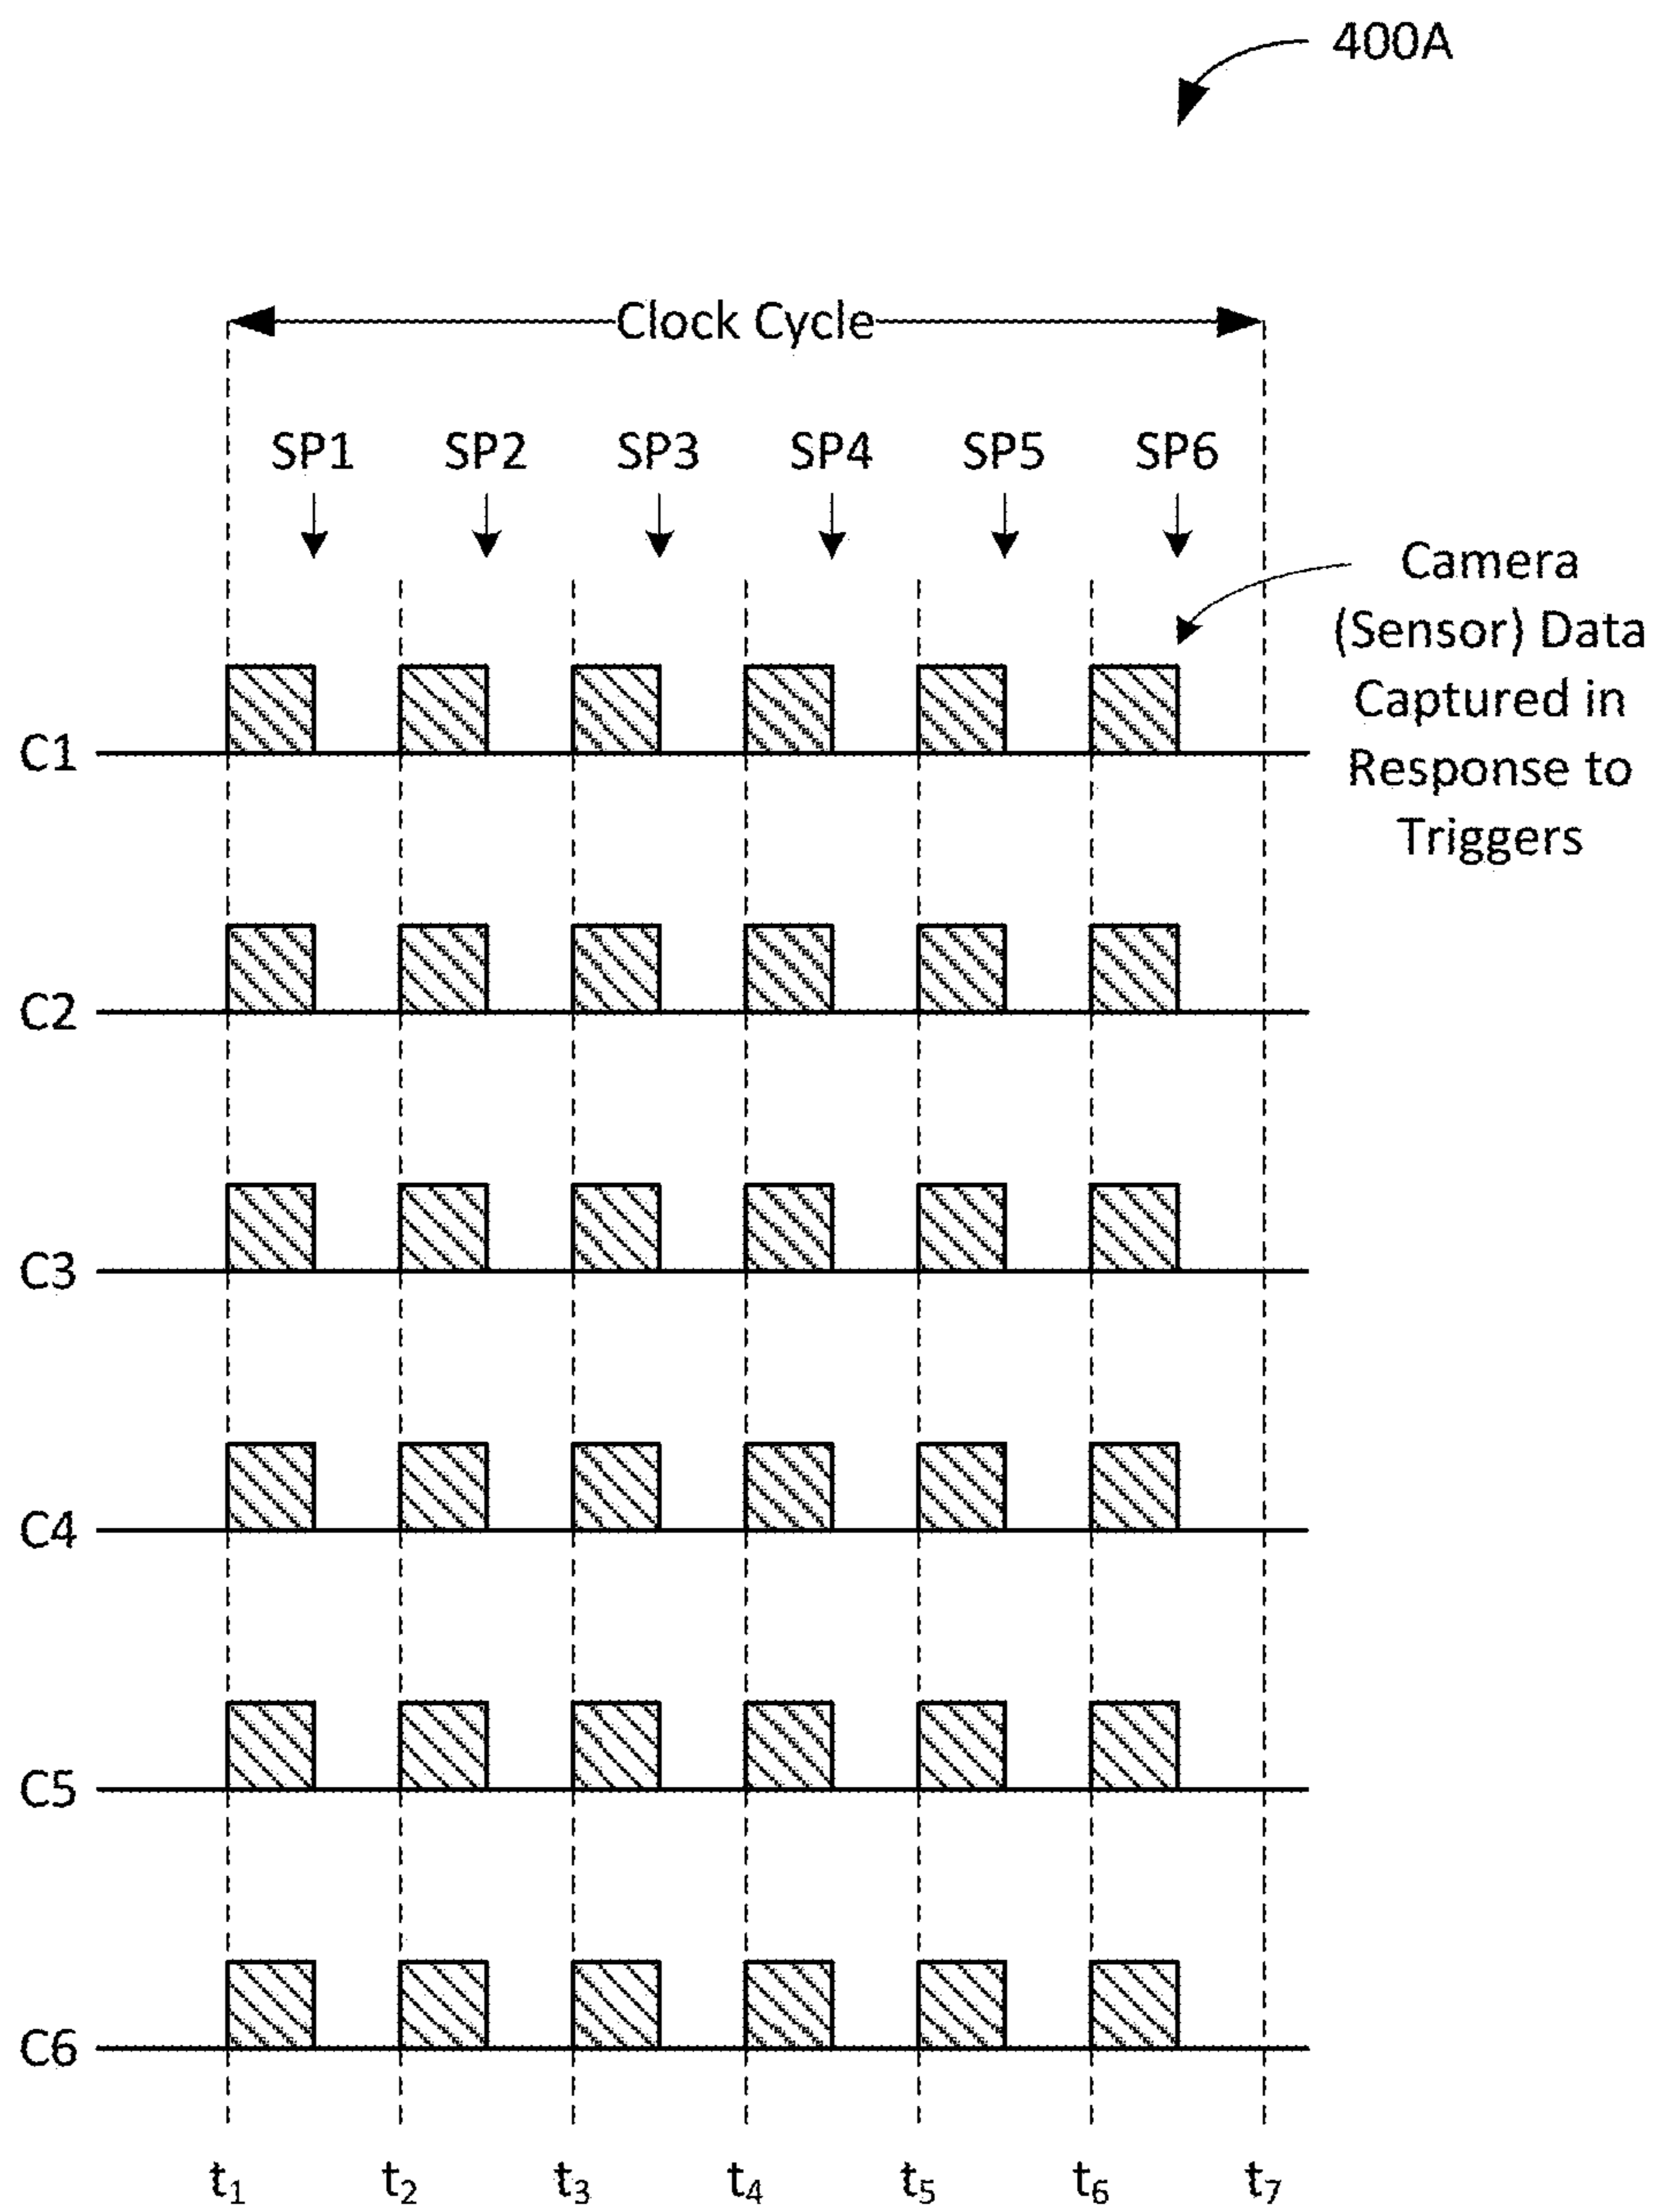 400A
Clock Cycle
SP1 SP2 SP3 SP4 SP5 SP6
Camera
(Sensor) Data
Captured in
Response to
Triggers
C1
C2
C3
C4
C5
C6
t1 t2 t3 t4 t5 t6 t7